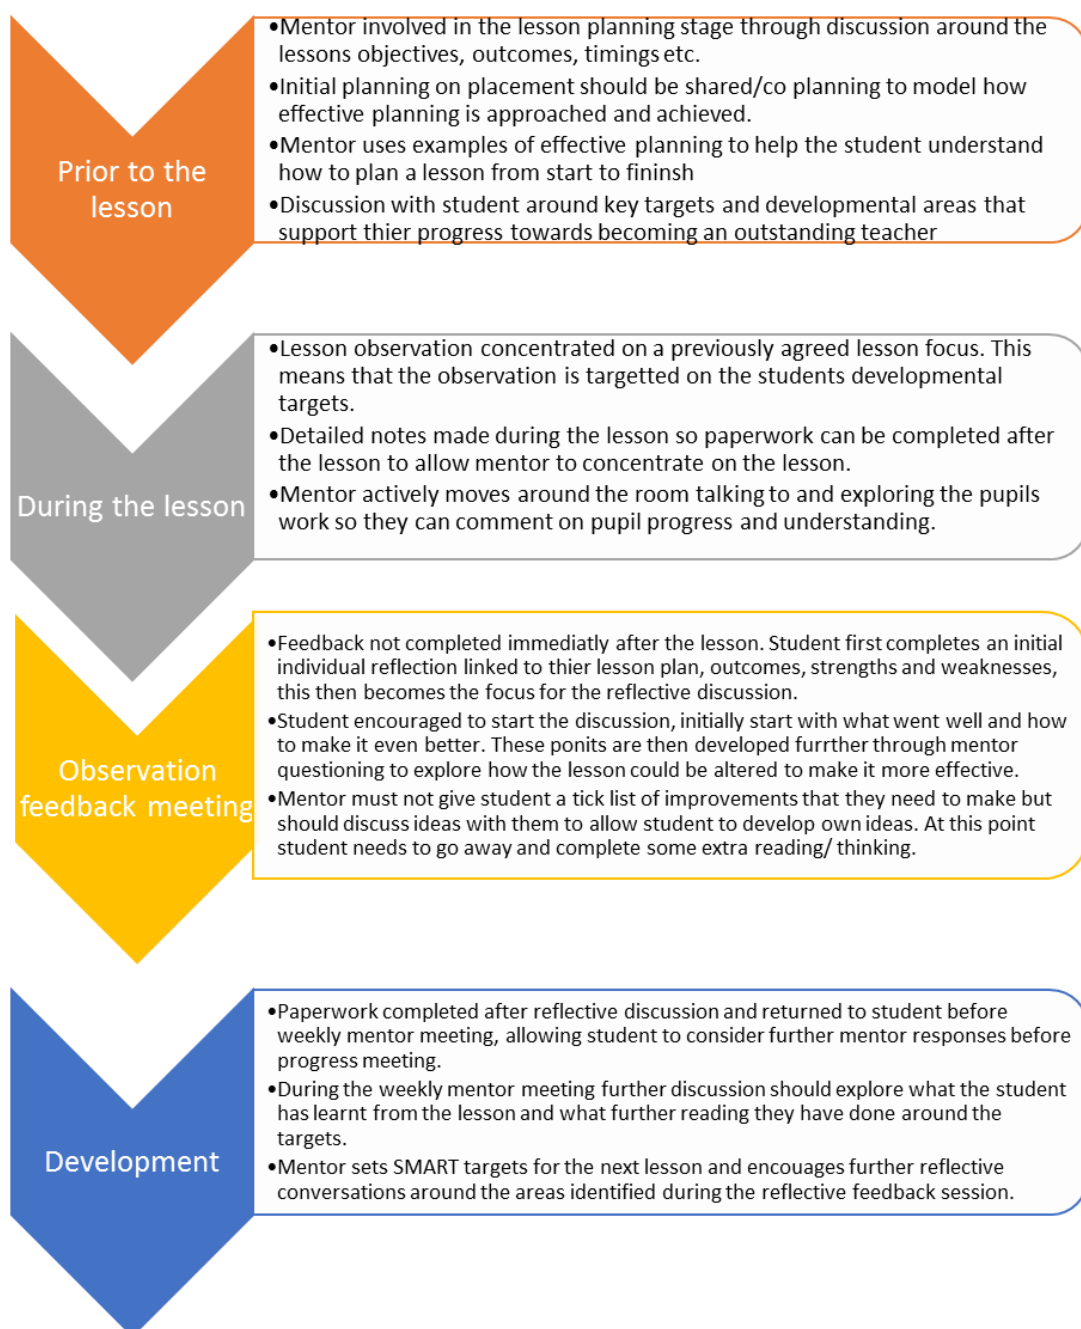 Prior to the
lesson
•Mentor involved in the lesson planning stage through discussion around the
lessons objectives, outcomes, timings etc.
•Initial planning on placement should be shared/co planning to model how
effective planning is approached and achieved.
•Mentor uses examples of effective planning to help the student understand
how to plan a lesson from start to fininsh
•Discussion with student around key targets and developmental areas that
support thier progress towards becoming an outstanding teacher
During the lesson
•Lesson observation concentrated on a previously agreed lesson focus. This
means that the observation is targetted on the students developmental
targets.
•Detailed notes made during the lesson so paperwork can be completed after
the lesson to allow mentor to concentrate on the lesson.
•Mentor actively moves around the room talking to and exploring the pupils
work so they can comment on pupil progress and understanding.
Observation
feedback meeting
•Feedback not completed immediatly after the lesson. Student first completes an initial
individual reflection linked to thier lesson plan, outcomes, strengths and weaknesses,
this then becomes the focus for the reflective discussion.
•Student encouraged to start the discussion, initially start with what went well and how
to make it even better. These ponits are then developed furrther through mentor
questioning to explore how the lesson could be altered to make it more effective.
•Mentor must not give student a tick list of improvements that they need to make but
should discuss ideas with them to allow student to develop own ideas. At this point
student needs to go away and complete some extra reading/ thinking.
Development
•Paperwork completed after reflective discussion and returned to student before
weekly mentor meeting, allowing student to consider further mentor responses before
progress meeting.
•During the weekly mentor meeting further discussion should explore what the student
has learnt from the lesson and what further reading they have done around the
targets.
•Mentor sets SMART targets for the next lesson and encouages further reflective
conversations around the areas identified during the reflective feedback session.